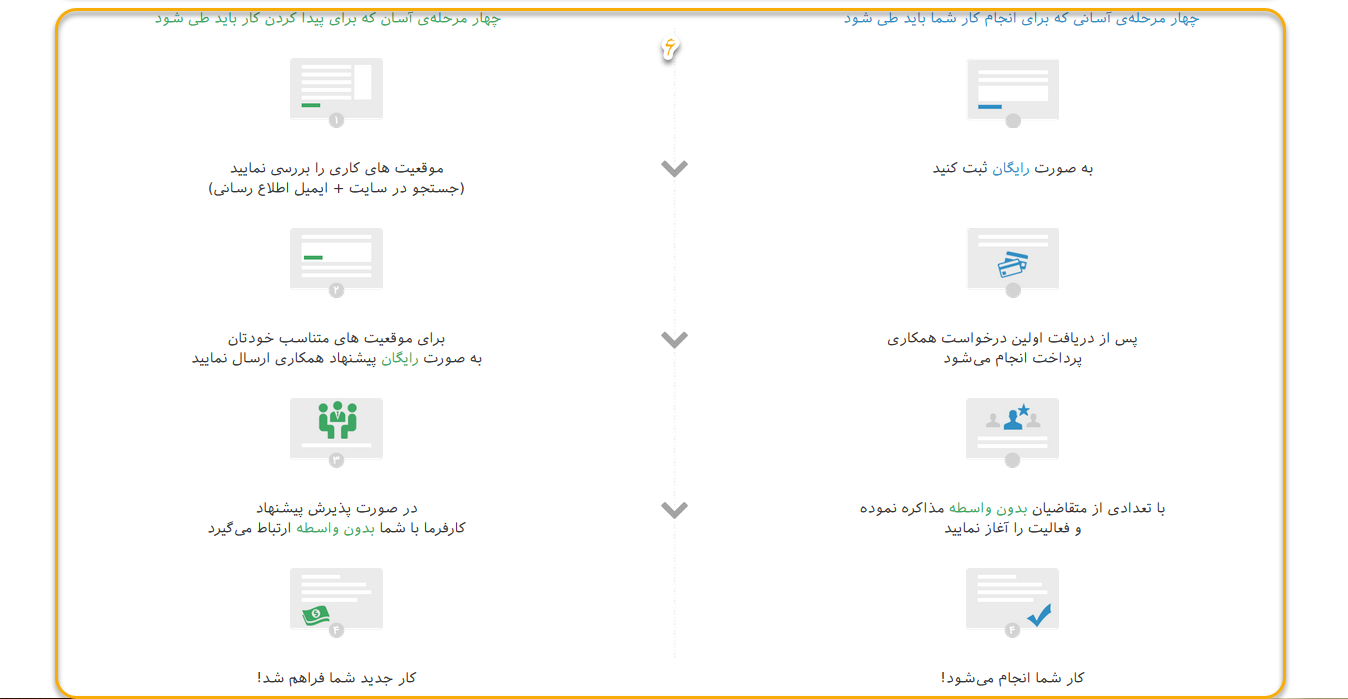 چهار مرحله‌ی آسانی که برای انجام کار شما باید طی شود
به صورت رایگان ثبت کنید
پس از دریافت اولین درخواست همکاری
پرداخت انجام می‌شود
با تعدادی از متقاضیان بدون واسطه مذاکره نموده
و فعالیت را آغاز نمایید
۴
کار شما انجام می‌شود!
۶
چهار مرحله‌ی آسان که برای پیدا کردن کار باید طی شود
۱
موقعیت های کاری را بررسی نمایید
(جستجو در سایت + ایمیل اطلاع رسانی)
۲
برای موقعیت های متناسب خودتان
به صورت رایگان پیشنهاد همکاری ارسال نمایید
۳
در صورت پذیرش پیشنهاد
کارفرما با شما بدون واسطه ارتباط می‌گیرد
۴
کار جدید شما فراهم شد!